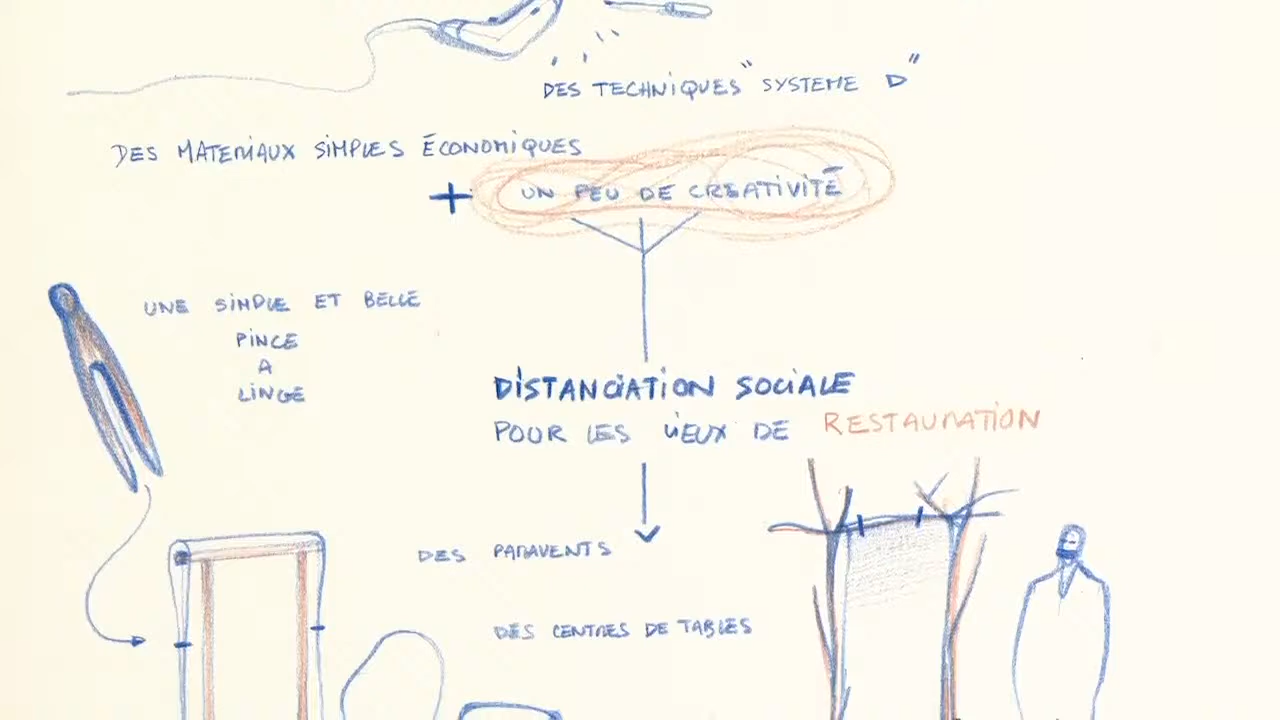 DES TECHNIQUES "SYSTEME D"
DES MATERIAUX SIMPLES ÉCONOMIQUES
+ UN PEU DE CREATIVITÉ
UNE SIMPLE ET BELLE
PINCE
A
LINGE
DISTANCIATION SOCIALE
POUR LES LIEUX DE RESTAURATION
DES PARAVENTS
DES CENTRES DE TABLES